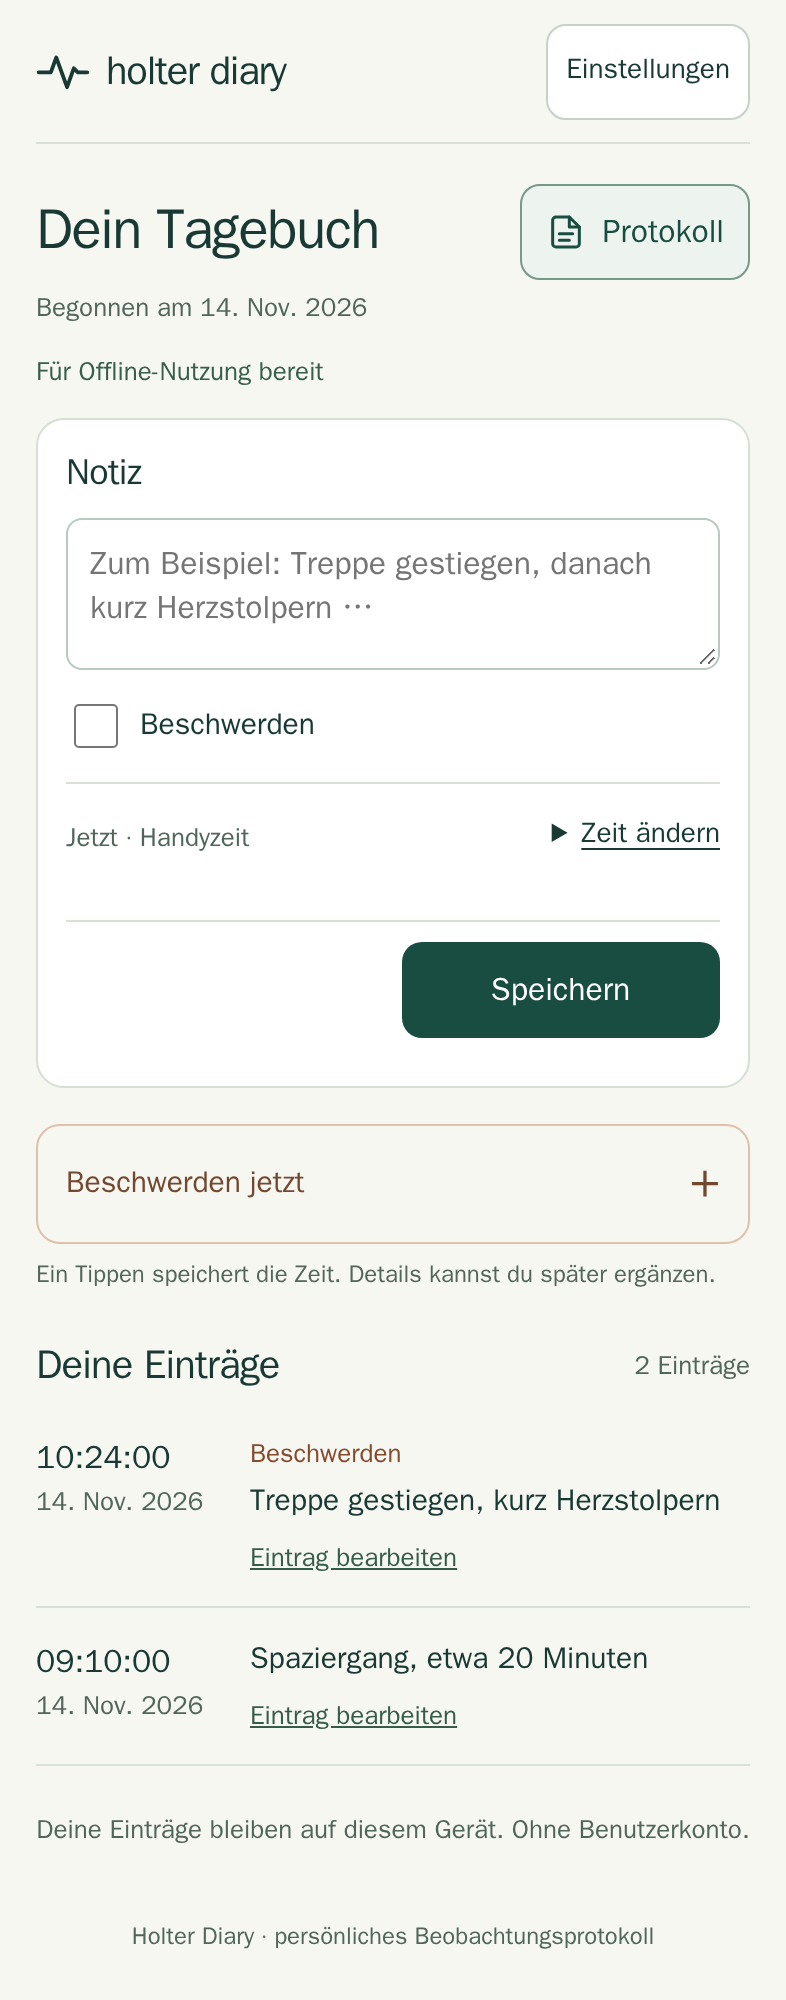 holter diary
Einstellungen
Dein Tagebuch
Protokoll
Begonnen am 14. Nov. 2026
Für Offline-Nutzung bereit
Notiz
Zum Beispiel: Treppe gestiegen, danach
kurz Herzstolpern ⋯
Beschwerden
Jetzt · Handyzeit
▶ Zeit ändern
Speichern
Beschwerden jetzt
+
Ein Tippen speichert die Zeit. Details kannst du später ergänzen.
Deine Einträge
2 Einträge
10:24:00
14. Nov. 2026
Beschwerden
Treppe gestiegen, kurz Herzstolpern
Eintrag bearbeiten
09:10:00
14. Nov. 2026
Spaziergang, etwa 20 Minuten
Eintrag bearbeiten
Deine Einträge bleiben auf diesem Gerät. Ohne Benutzerkonto.
Holter Diary · persönliches Beobachtungsprotokoll